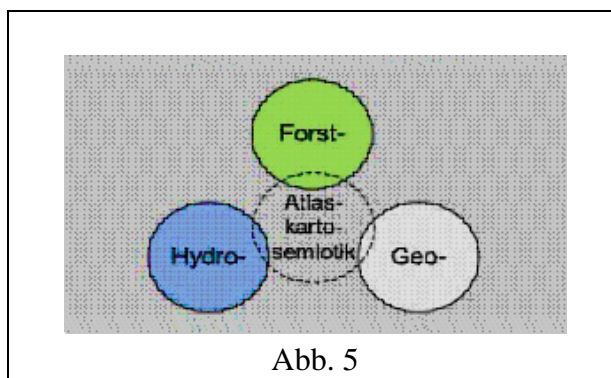 Forst-
Atlas-
karto-
semiotik
Hydro-
Geo-
Abb. 5